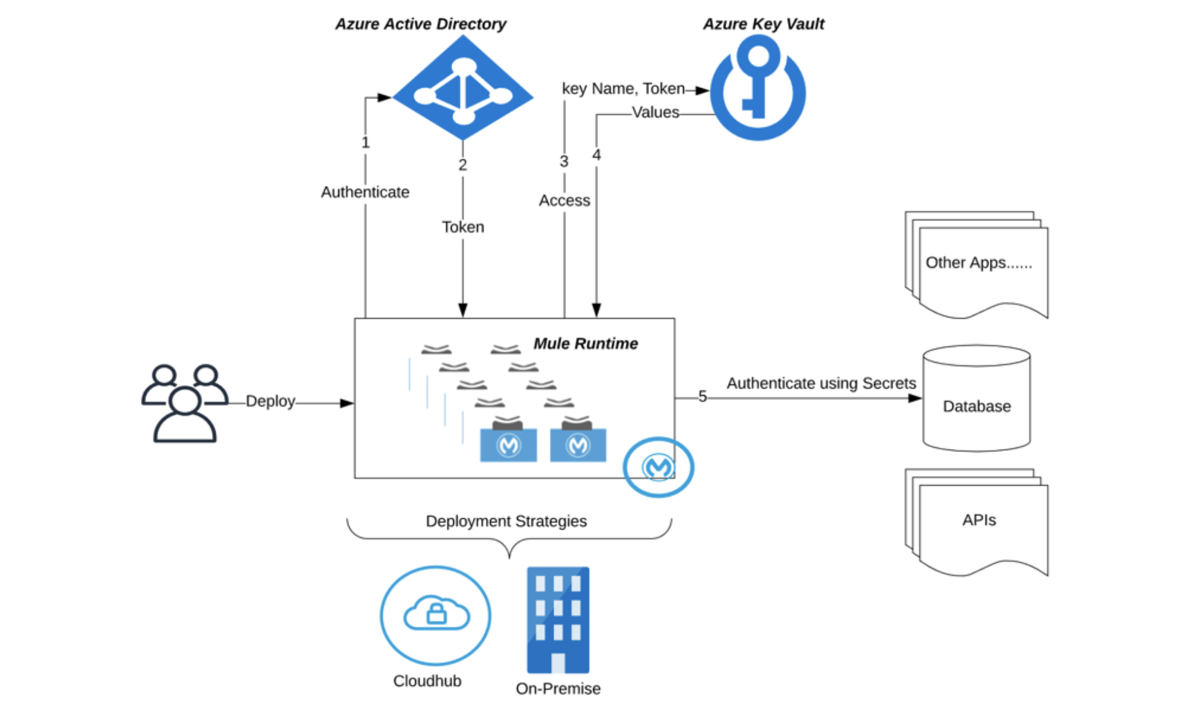 Azure Active Directory
Azure Key Vault
key Name, Token
Values
1
2
3
4
Authenticate
Access
Token
Other Apps......
Mule Runtime
Deploy
5
Authenticate using Secrets
Database
Deployment Strategies
APIs
Cloudhub
On-Premise